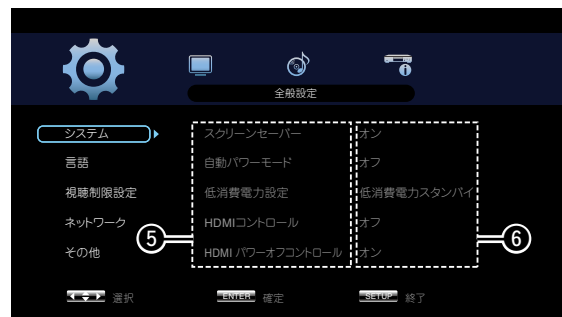 全般設定
システム スクリーンセーバー オン
言語 自動パワーモード オフ
視聴制限設定 低消費電力設定 低消費電力スタンバイ
ネットワーク HDMIコントロール オフ
その他 HDMI パワーオフコントロール オン
⑤ ⑥
選択 ENTER 確定 SETUP 終了